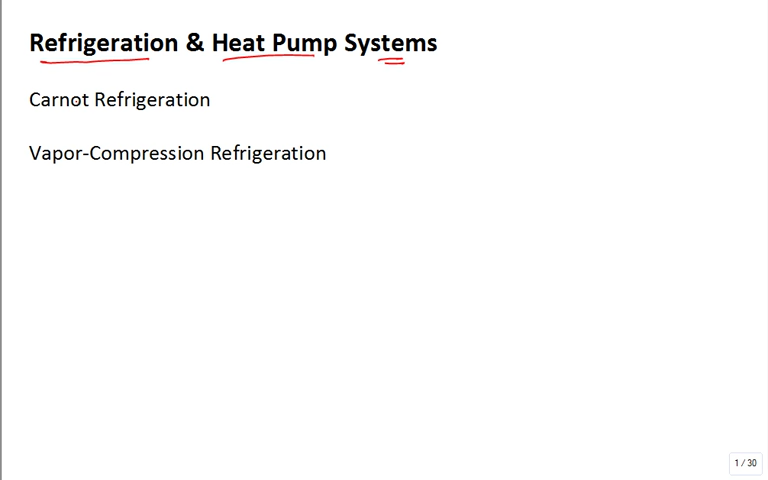 Refrigeration & Heat Pump Systems
Carnot Refrigeration
Vapor-Compression Refrigeration
1 / 30